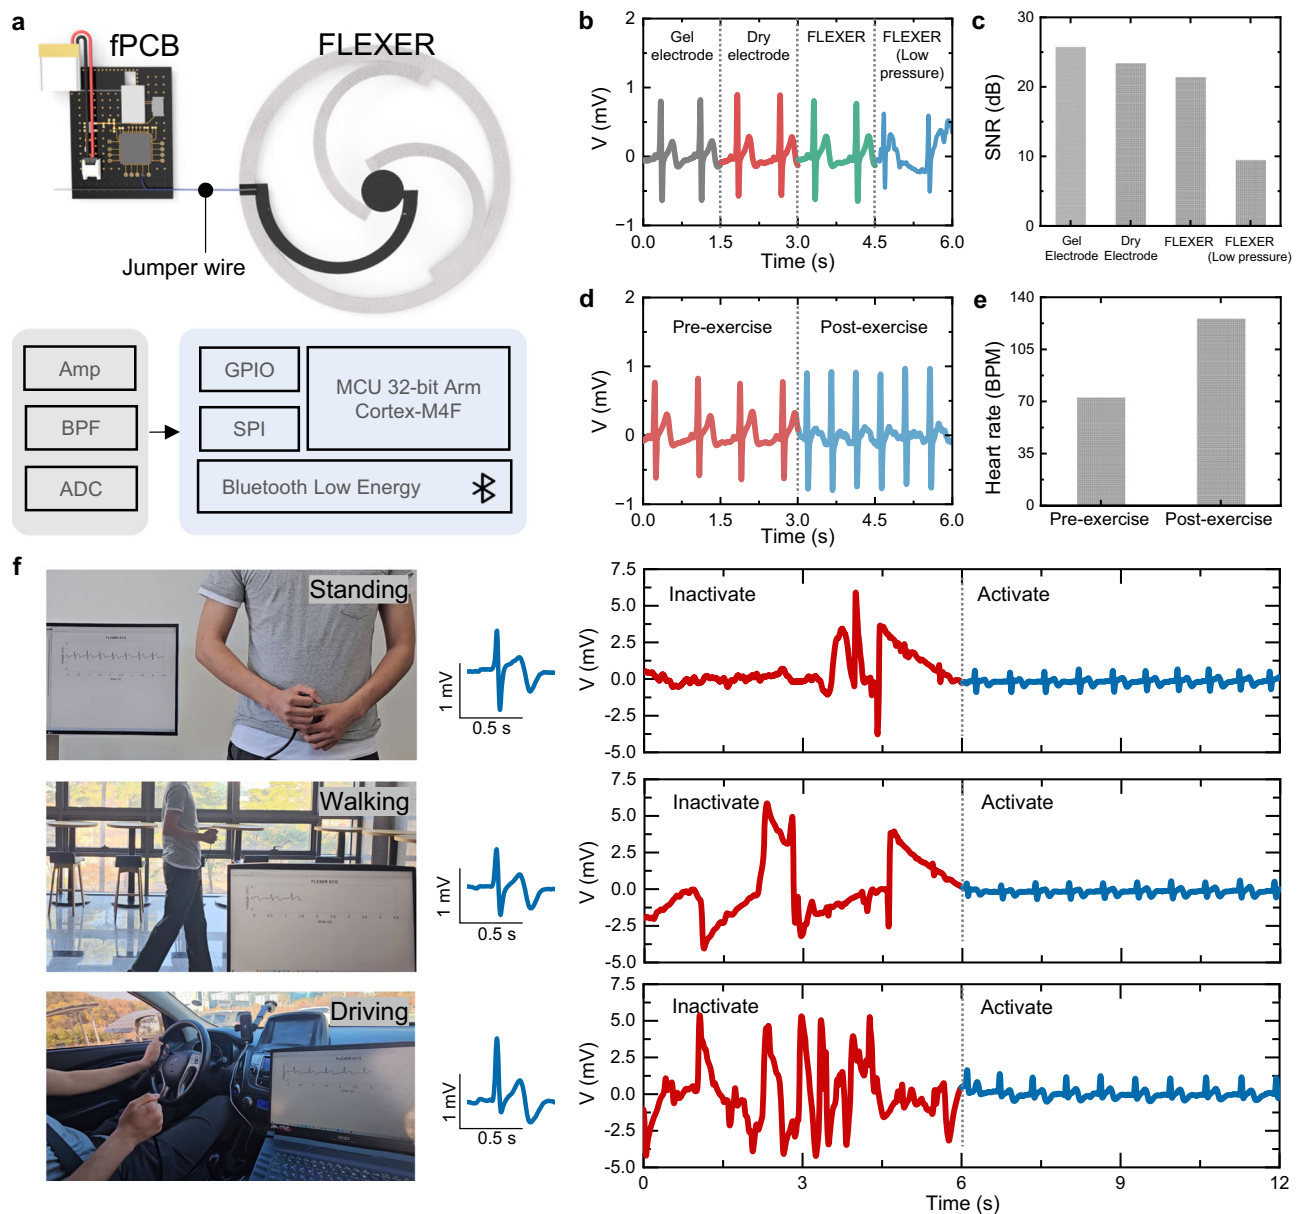 a
fPCB
FLEXER
Jumper wire
Amp
BPF
ADC
GPIO
SPI
MCU 32-bit Arm
Cortex-M4F
Bluetooth Low Energy
b
2
1
0
−1
V (mV)
Gel
electrode
Dry
electrode
FLEXER
FLEXER
(Low
pressure)
0.0 1.5 3.0 4.5 6.0
Time (s)
c
30
20
10
0
SNR (dB)
Gel
Electrode
Dry
Electrode
FLEXER
FLEXER
(Low pressure)
d
2
1
0
−1
V (mV)
Pre-exercise
Post-exercise
0.0 1.5 3.0 4.5 6.0
Time (s)
e
140
105
70
35
0
Heart rate (BPM)
Pre-exercise Post-exercise
f
Standing
FLEXER ECG
1 mV
0.5 s
7.5
5.0
2.5
0.0
-2.5
-5.0
V (mV)
Inactivate
Activate
Walking
FLEXER ECG
1 mV
0.5 s
7.5
5.0
2.5
0.0
-2.5
-5.0
V (mV)
Inactivate
Activate
Driving
FLEXER ECG
1 mV
0.5 s
7.5
5.0
2.5
0.0
-2.5
-5.0
V (mV)
Inactivate
Activate
0 3 6 9 12
Time (s)